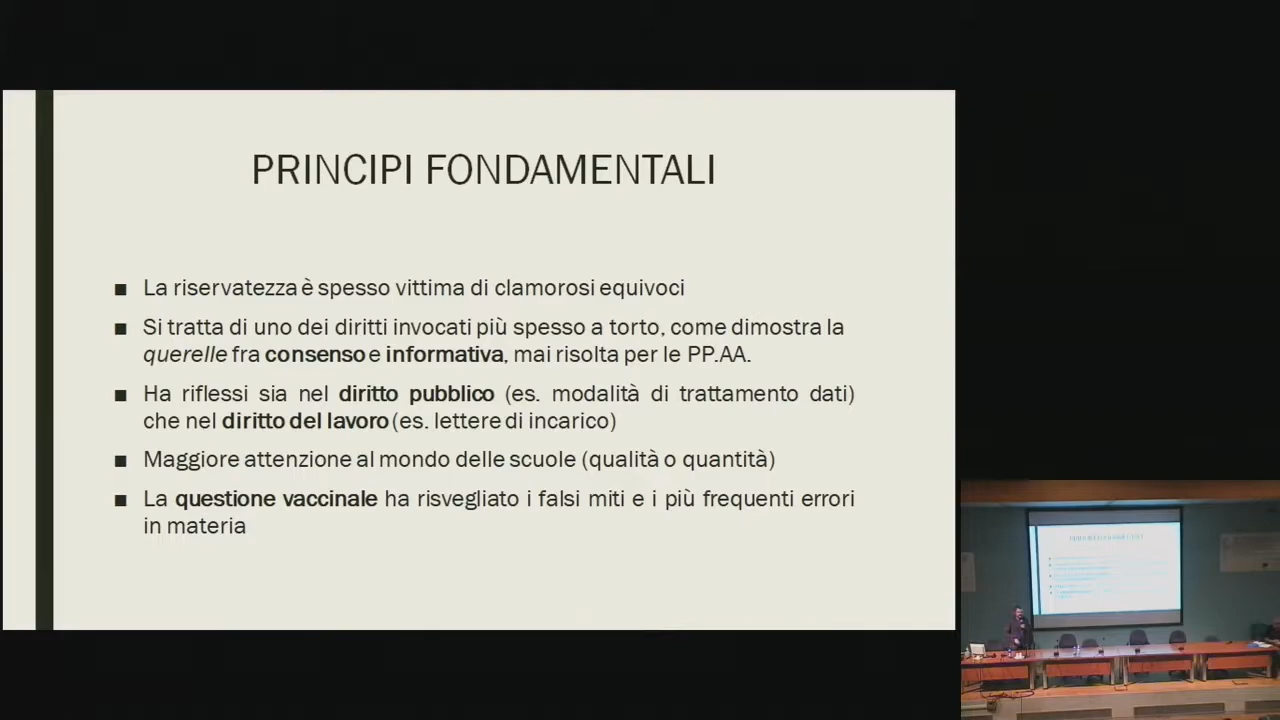 PRINCIPI FONDAMENTALI
■ La riservatezza è spesso vittima di clamorosi equivoci
■ Si tratta di uno dei diritti invocati più spesso a torto, come dimostra la
querelle fra consenso e informativa, mai risolta per le PP.AA.
■ Ha riflessi sia nel diritto pubblico (es. modalità di trattamento dati)
che nel diritto del lavoro (es. lettere di incarico)
■ Maggiore attenzione al mondo delle scuole (qualità o quantità)
■ La questione vaccinale ha risvegliato i falsi miti e i più frequenti errori
in materia